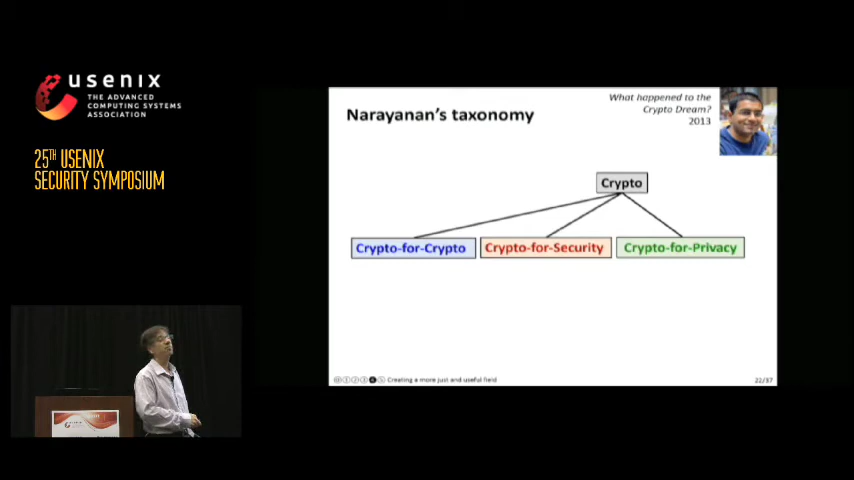 usenix
THE ADVANCED
COMPUTING SYSTEMS
ASSOCIATION
25TH USENIX
SECURITY SYMPOSIUM
Narayanan's taxonomy
What happened to the
Crypto Dream?
2013
Crypto
Crypto-for-Crypto
Crypto-for-Security
Crypto-for-Privacy
Creating a more just and useful field
22/37